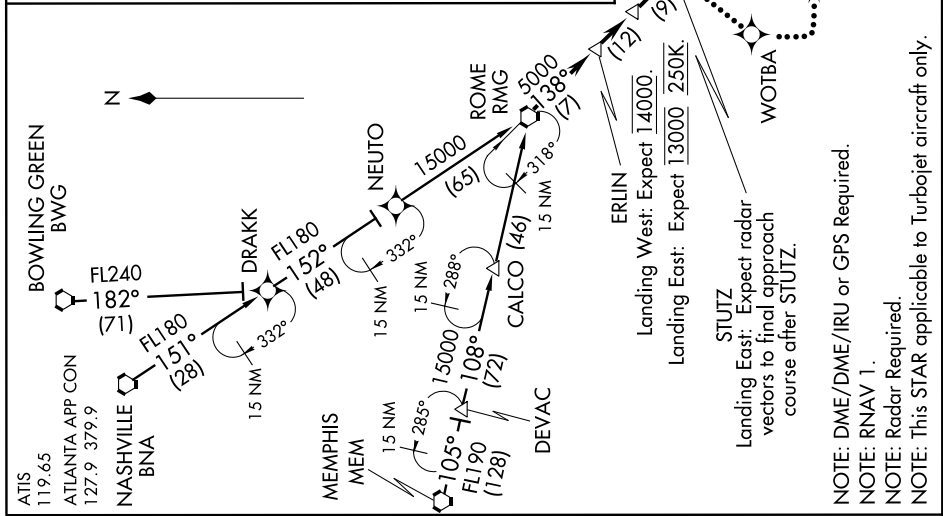 ATIS
119.65
ATLANTA APP CON
127.9 379.9
BOWLING GREEN
BWG
N
FL240
182°
(71)
NASHVILLE
BNA
FL180
151°
(28)
DRAKK
332°
15 NM
FL180
152°
(48)
NEUTO
332°
15 NM
15000
(65)
ROME
RMG
318°
15 NM
5000
138°
(7)
(12)
(9)
MEMPHIS
MEM
105°
FL190
(128)
15 NM
285°
DEVAC
15000
108°
(72)
15 NM
288°
CALCO
(46)
ERLIN
Landing West: Expect 14000.
Landing East: Expect 13000 250K.
STUTZ
Landing East: Expect radar
vectors to final approach
course after STUTZ.
WOTBA
NOTE: DME/DME/IRU or GPS Required.
NOTE: RNAV 1.
NOTE: Radar Required.
NOTE: This STAR applicable to Turbojet aircraft only.